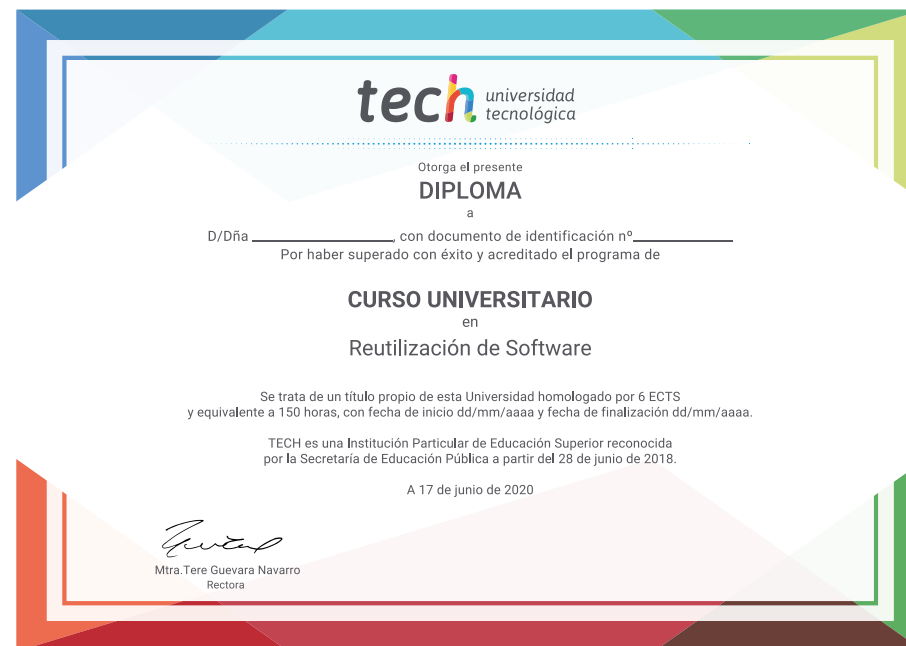 tech universidad
tecnológica
Otorga el presente
DIPLOMA
a
D/Dña ____________________, con documento de identificación nº______________
Por haber superado con éxito y acreditado el programa de
CURSO UNIVERSITARIO
en
Reutilización de Software
Se trata de un título propio de esta Universidad homologado por 6 ECTS
y equivalente a 150 horas, con fecha de inicio dd/mm/aaaa y fecha de finalización dd/mm/aaaa.
TECH es una Institución Particular de Educación Superior reconocida
por la Secretaría de Educación Pública a partir del 28 de junio de 2018.
A 17 de junio de 2020
Mtra.Tere Guevara Navarro
Rectora